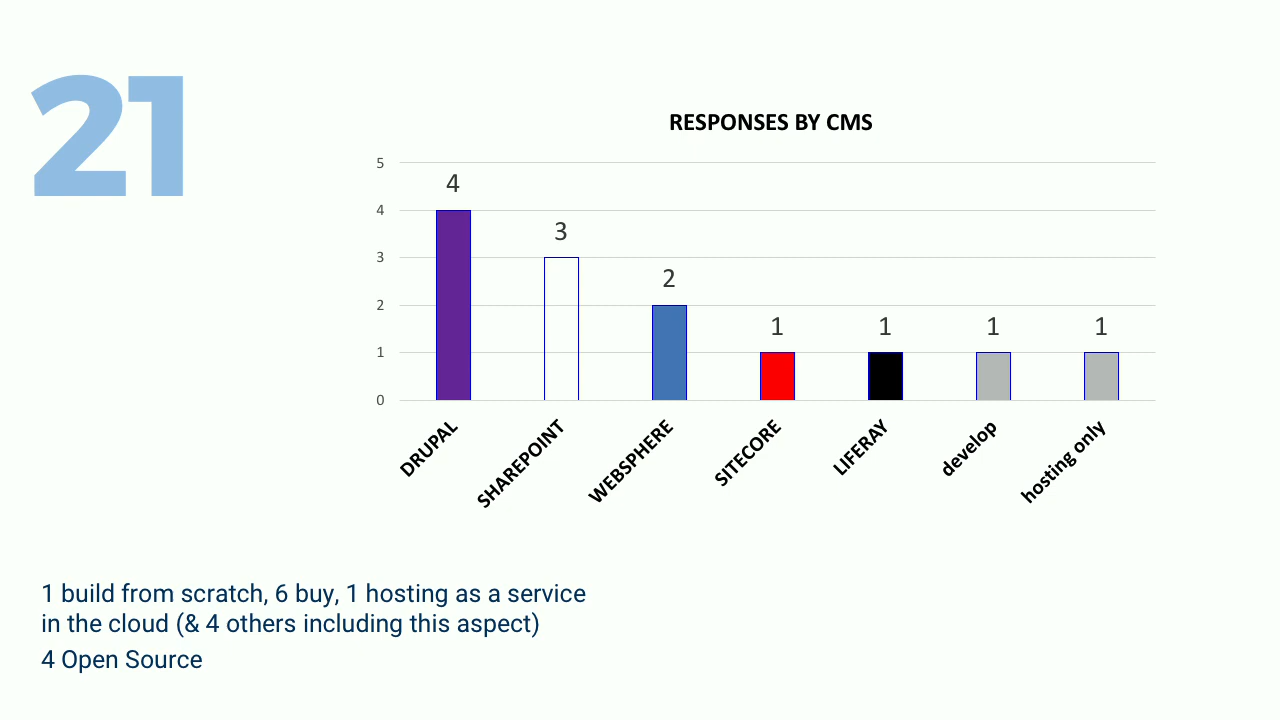 21
RESPONSES BY CMS
5
4
3
2
1
0
4
3
2
1
1
1
1
DRUPAL
SHAREPOINT
WEBSPHERE
SITECORE
LIFERAY
develop
hosting only
1 build from scratch, 6 buy, 1 hosting as a service
in the cloud (& 4 others including this aspect)
4 Open Source